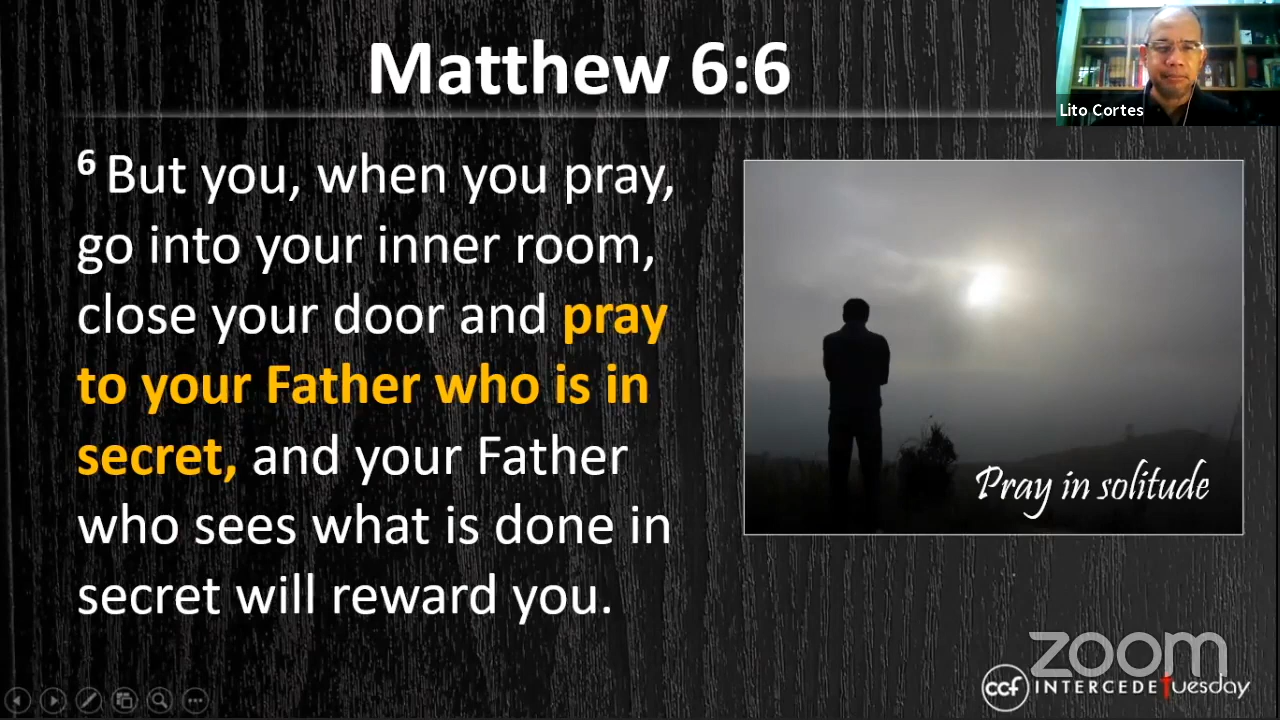 Matthew 6:6
Lito Cortes
6 But you, when you pray,
go into your inner room,
close your door and pray
to your Father who is in
secret, and your Father
who sees what is done in
secret will reward you.
Pray in solitude
zoom
ccf INTERCEDE Tuesday